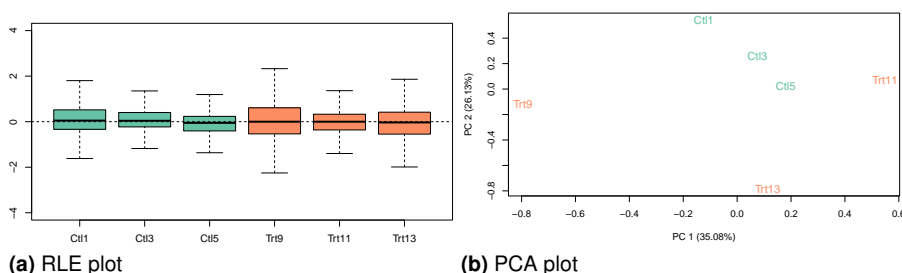 4
2
0
−2
−4
Ctl1 Ctl3 Ctl5 Trt9 Trt11 Trt13
(a) RLE plot
PC 2 (26.13%)
0.4
0.0
−0.4
−0.8
Ctl1
Ctl3
Ctl5
Trt11
Trt9
Trt13
−0.8 −0.6 −0.4 −0.2 0.0 0.2 0.4 0.6
PC 1 (35.08%)
(b) PCA plot